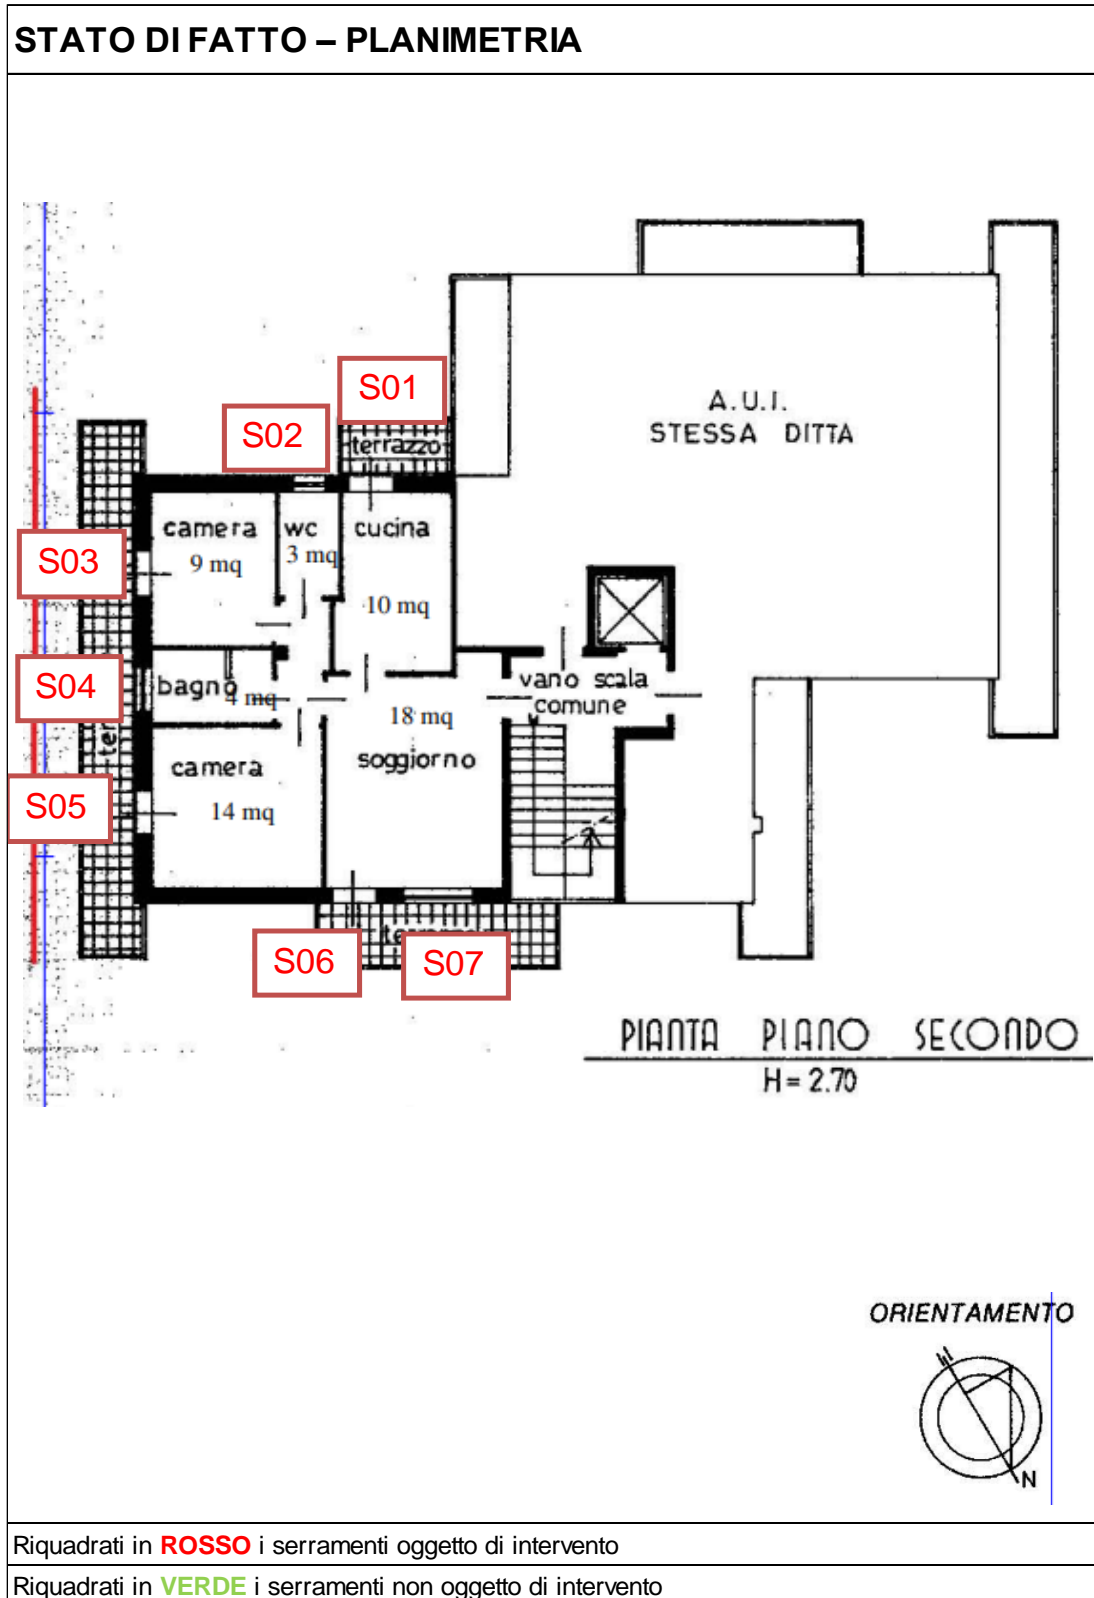 STATO DI FATTO – PLANIMETRIA
S01
S02
terrazzo
A.U.I.
STESSA DITTA
camera
wc
cucina
9 mq
3 mq
10 mq
S03
S04
bagno
4 mq
18 mq
soggiorno
vano scala
comune
camera
14 mq
S05
S06
S07
PIANTA PIANO SECONDO
H = 2.70
ORIENTAMENTO
N
Riquadrati in ROSSO i serramenti oggetto di intervento
Riquadrati in VERDE i serramenti non oggetto di intervento